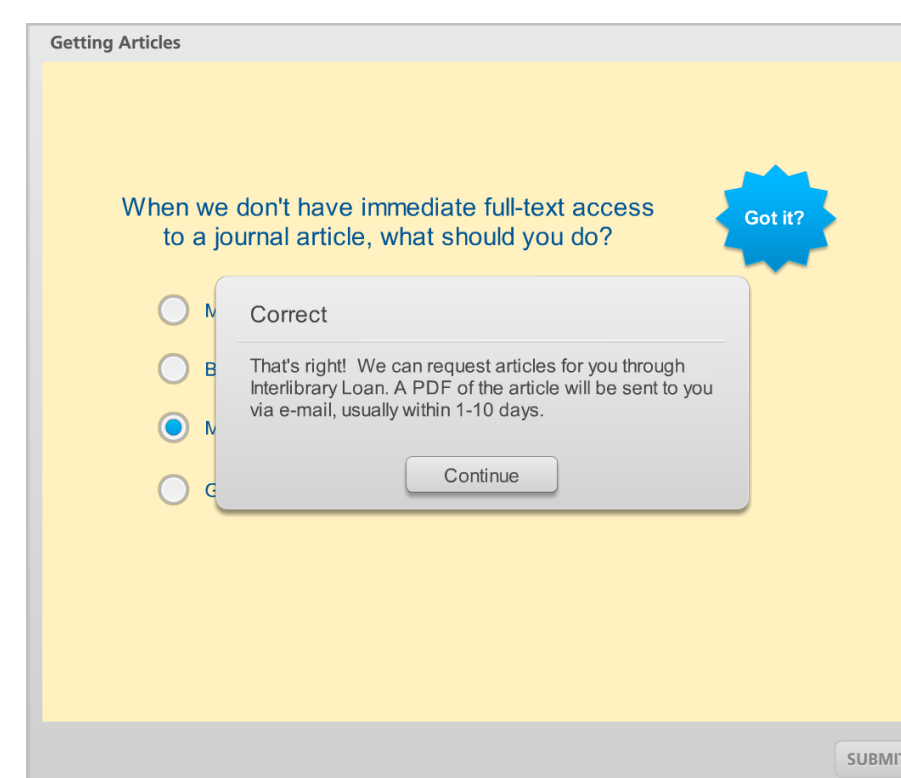 Getting Articles
When we don't have immediate full-text access
to a journal article, what should you do?
Got it?
Correct
That's right!  We can request articles for you through
Interlibrary Loan. A PDF of the article will be sent to you
via e-mail, usually within 1-10 days.
Continue